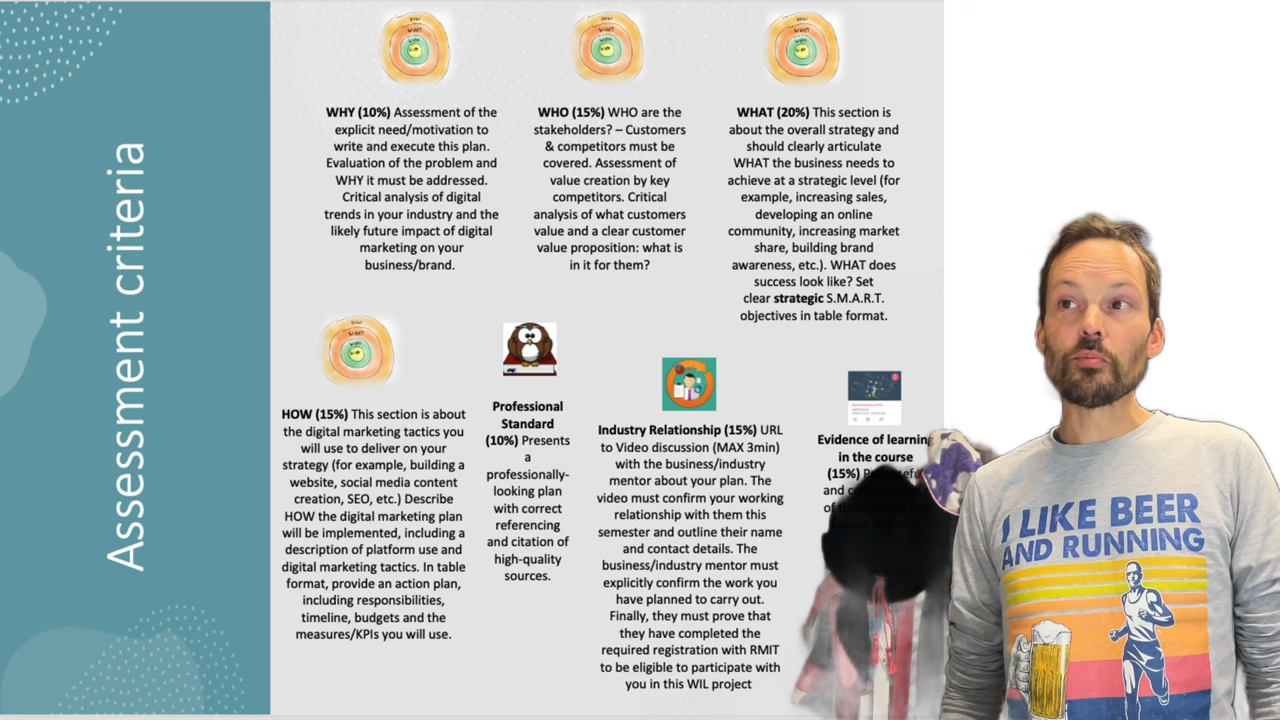 Assessment criteria
WHY (10%) Assessment of the
explicit need/motivation to
write and execute this plan.
Evaluation of the problem and
WHY it must be addressed.
Critical analysis of digital
trends in your industry and the
likely future impact of digital
marketing on your
business/brand.
WHO (15%) WHO are the
stakeholders? – Customers
& competitors must be
covered. Assessment of
value creation by key
competitors. Critical
analysis of what customers
value and a clear customer
value proposition: what is
in it for them?
WHAT (20%) This section is
about the overall strategy and
should clearly articulate
WHAT the business needs to
achieve at a strategic level (for
example, increasing sales,
developing an online
community, increasing market
share, building brand
awareness, etc.). WHAT does
success look like? Set
clear strategic S.M.A.R.T.
objectives in table format.
HOW (15%) This section is about
the digital marketing tactics you
will use to deliver on your
strategy (for example, building a
website, social media content
creation, SEO, etc.) Describe
HOW the digital marketing plan
will be implemented, including a
description of platform use and
digital marketing tactics. In table
format, provide an action plan,
including responsibilities,
timeline, budgets and the
measures/KPIs you will use.
Professional
Standard
(10%) Presents
a
professionally-
looking plan
with correct
referencing
and citation of
high-quality
sources.
Industry Relationship (15%) URL
to Video discussion (MAX 3min)
with the business/industry
mentor about your plan. The
video must confirm your working
relationship with them this
semester and outline their name
and contact details. The
business/industry mentor must
explicitly confirm the work you
have planned to carry out.
Finally, they must prove that
they have completed the
required registration with RMIT
to be eligible to participate with
you in this WIL project
Evidence of learning
in the course
(15%)
and
of
course
I LIKE BEER
AND RUNNING